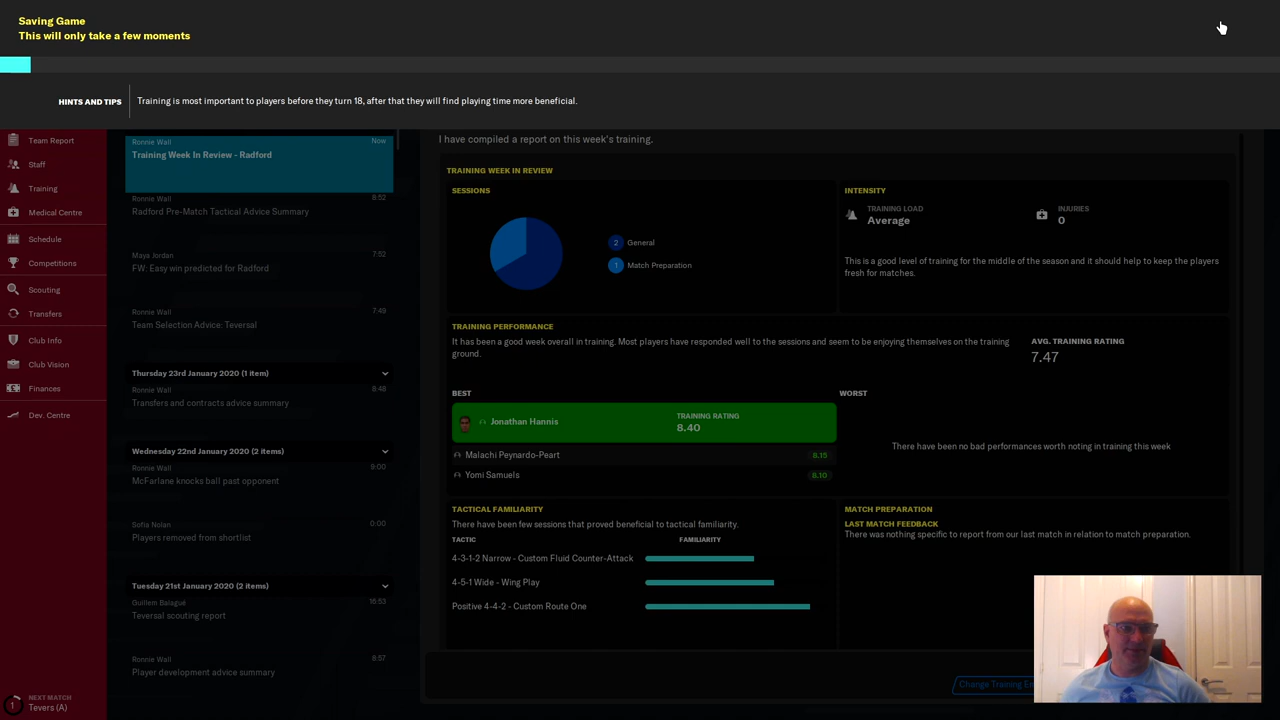 Saving Game
This will only take a few moments
HINTS AND TIPS
Training is most important to players before they turn 18, after that they will find playing time more beneficial.
Team Report
Staff
Training
Medical Centre
Schedule
Competitions
Scouting
Transfers
Club Info
Club Vision
Finances
Dev. Centre
NEXT MATCH
1
Tevers (A)
Ronnie Wall
Now
Training Week In Review - Radford
Ronnie Wall
8:52
Radford Pre-Match Tactical Advice Summary
Maya Jordan
7:52
FW: Easy win predicted for Radford
Ronnie Wall
7:49
Team Selection Advice: Teversal
Thursday 23rd January 2020 (1 item)
Ronnie Wall
8:48
Transfers and contracts advice summary
Wednesday 22nd January 2020 (2 items)
Ronnie Wall
9:00
McFarlane knocks ball past opponent
Sofia Nolan
0:00
Players removed from shortlist
Tuesday 21st January 2020 (2 items)
Guillem Balagué
16:53
Teversal scouting report
Ronnie Wall
8:57
Player development advice summary
I have compiled a report on this week's training.
TRAINING WEEK IN REVIEW
SESSIONS
2 General
1 Match Preparation
INTENSITY
TRAINING LOAD
Average
INJURIES
0
This is a good level of training for the middle of the season and it should help to keep the players
fresh for matches.
TRAINING PERFORMANCE
It has been a good week overall in training. Most players have responded well to the sessions and seem to be enjoying themselves on the training
ground.
AVG. TRAINING RATING
7.47
BEST
Jonathan Hannis
TRAINING RATING
8.40
Malachi Peynardo-Peart
8.15
Yomi Samuels
8.10
WORST
There have been no bad performances worth noting in training this week
TACTICAL FAMILIARITY
There have been few sessions that proved beneficial to tactical familiarity.
TACTIC
FAMILIARITY
4-3-1-2 Narrow - Custom Fluid Counter-Attack
4-5-1 Wide - Wing Play
Positive 4-4-2 - Custom Route One
MATCH PREPARATION
LAST MATCH FEEDBACK
There was nothing specific to report from our last match in relation to match preparation.
Change Training